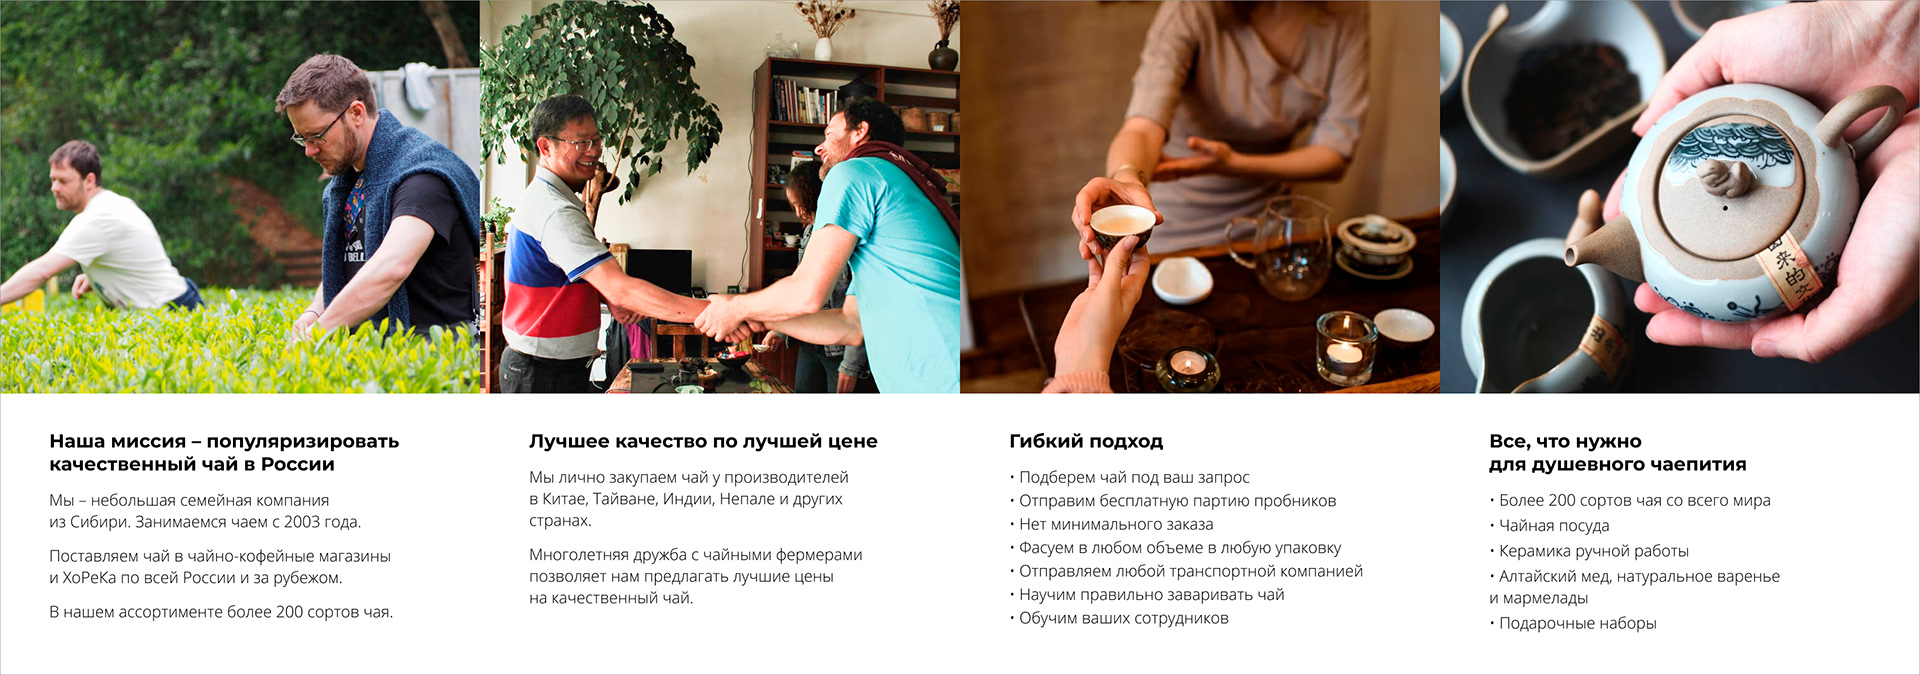 Наша миссия – популяризировать
качественный чай в России
Мы – небольшая семейная компания
из Сибири. Занимаемся чаем с 2003 года.
Поставляем чай в чайно-кофейные магазины
и ХоРеКа по всей России и за рубежом.
В нашем ассортименте более 200 сортов чая.
Лучшее качество по лучшей цене
Мы лично закупаем чай у производителей
в Китае, Тайване, Индии, Непале и других
странах.
Многолетняя дружба с чайными фермерами
позволяет нам предлагать лучшие цены
на качественный чай.
Гибкий подход
• Подберем чай под ваш запрос
• Отправим бесплатную партию пробников
• Нет минимального заказа
• Фасуем в любом объеме в любую упаковку
• Отправляем любой транспортной компанией
• Научим правильно заваривать чай
• Обучим ваших сотрудников
Все, что нужно
для душевного чаепития
• Более 200 сортов чая со всего мира
• Чайная посуда
• Керамика ручной работы
• Алтайский мед, натуральное варенье
и мармелады
• Подарочные наборы
来的